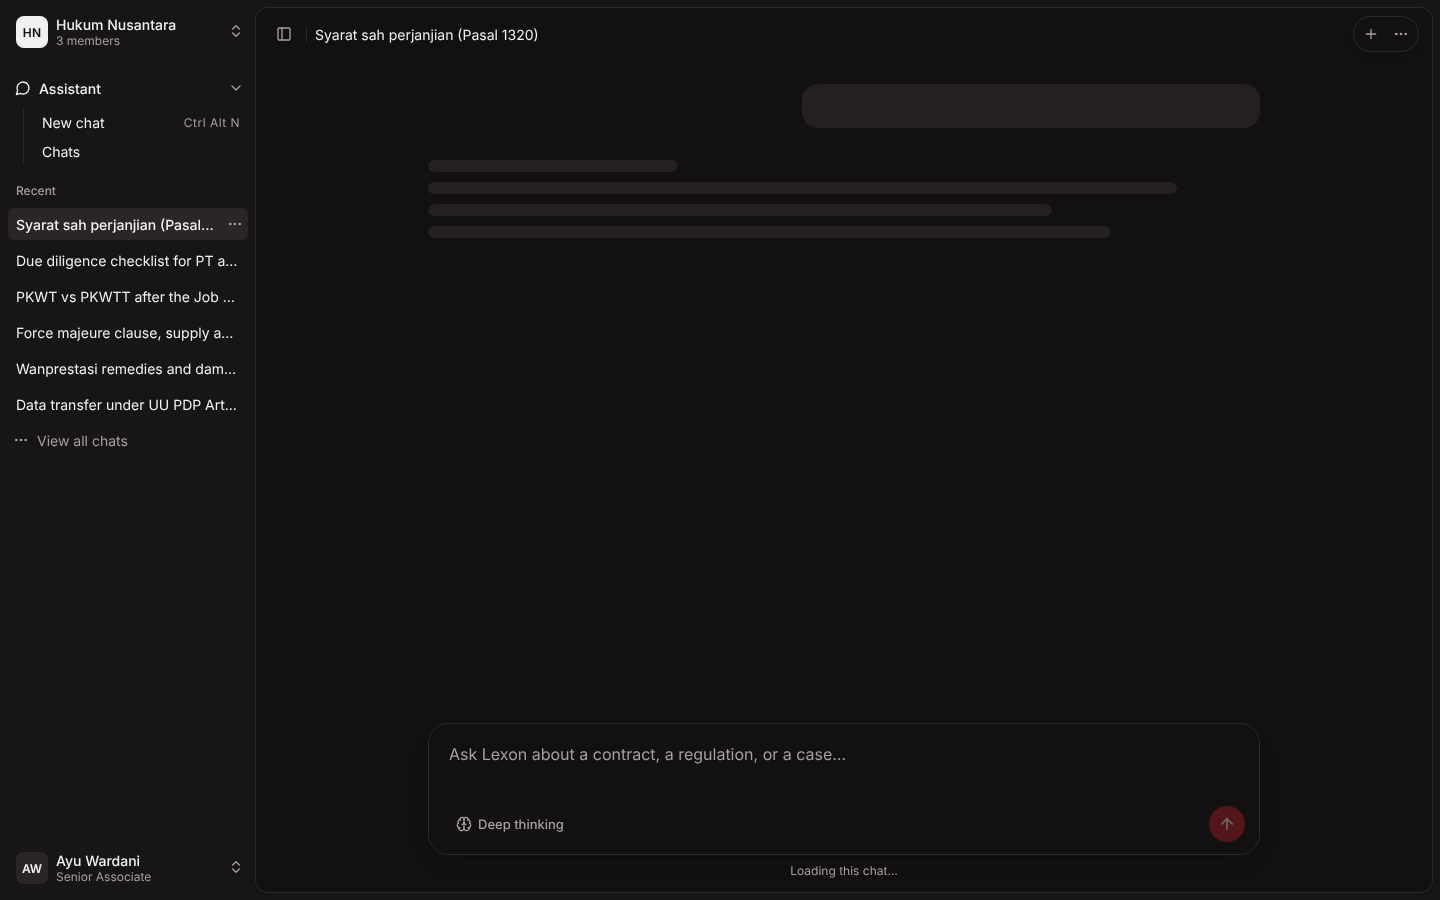 HN
Hukum Nusantara
3 members
Assistant
New chat Ctrl Alt N
Chats
Recent
Syarat sah perjanjian (Pasal...
Due diligence checklist for PT a...
PKWT vs PKWTT after the Job ...
Force majeure clause, supply a...
Wanprestasi remedies and dam...
Data transfer under UU PDP Art...
View all chats
AW
Ayu Wardani
Senior Associate
Syarat sah perjanjian (Pasal 1320)
Ask Lexon about a contract, a regulation, or a case...
Deep thinking
Loading this chat...